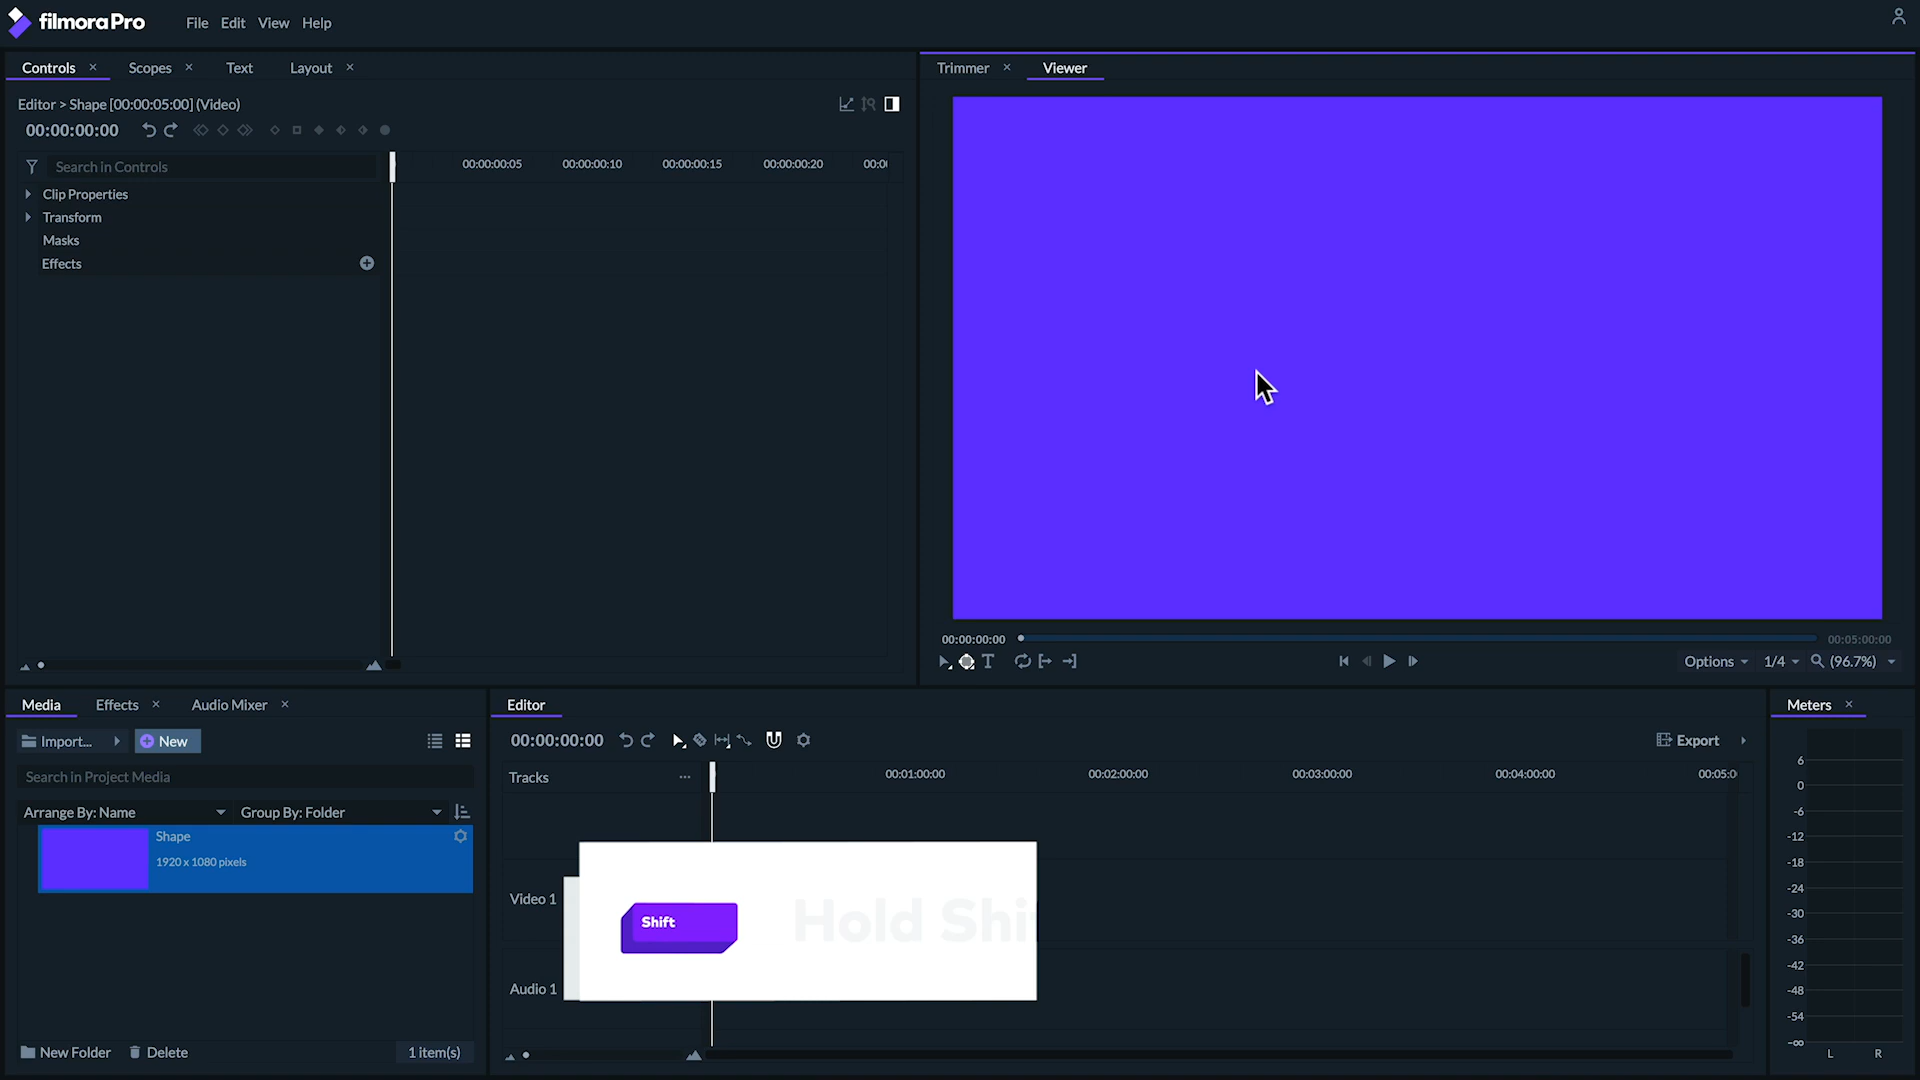 filmoraPro
File Edit View Help
Controls × Scopes × Text Layout ×
Editor > Shape [00:00:05:00] (Video)
00:00:00:00
Search in Controls
00:00:00:05 00:00:00:10 00:00:00:15 00:00:00:20 00:0
Clip Properties
Transform
Masks
Effects
Trimmer × Viewer
00:00:00:00 00:05:00:00
Options 1/4 (96.7%)
Media Effects × Audio Mixer ×
Import... New
Search in Project Media
Arrange By: Name Group By: Folder
Shape
1920 x 1080 pixels
New Folder Delete 1 item(s)
Editor
00:00:00:00
Export
Tracks
00:01:00:00 00:02:00:00 00:03:00:00 00:04:00:00 00:05:0
Video 1
Shift
Hold Shi
Audio 1
Meters ×
6
0
-6
-12
-18
-24
-30
-36
-42
-48
-54
-∞
L R